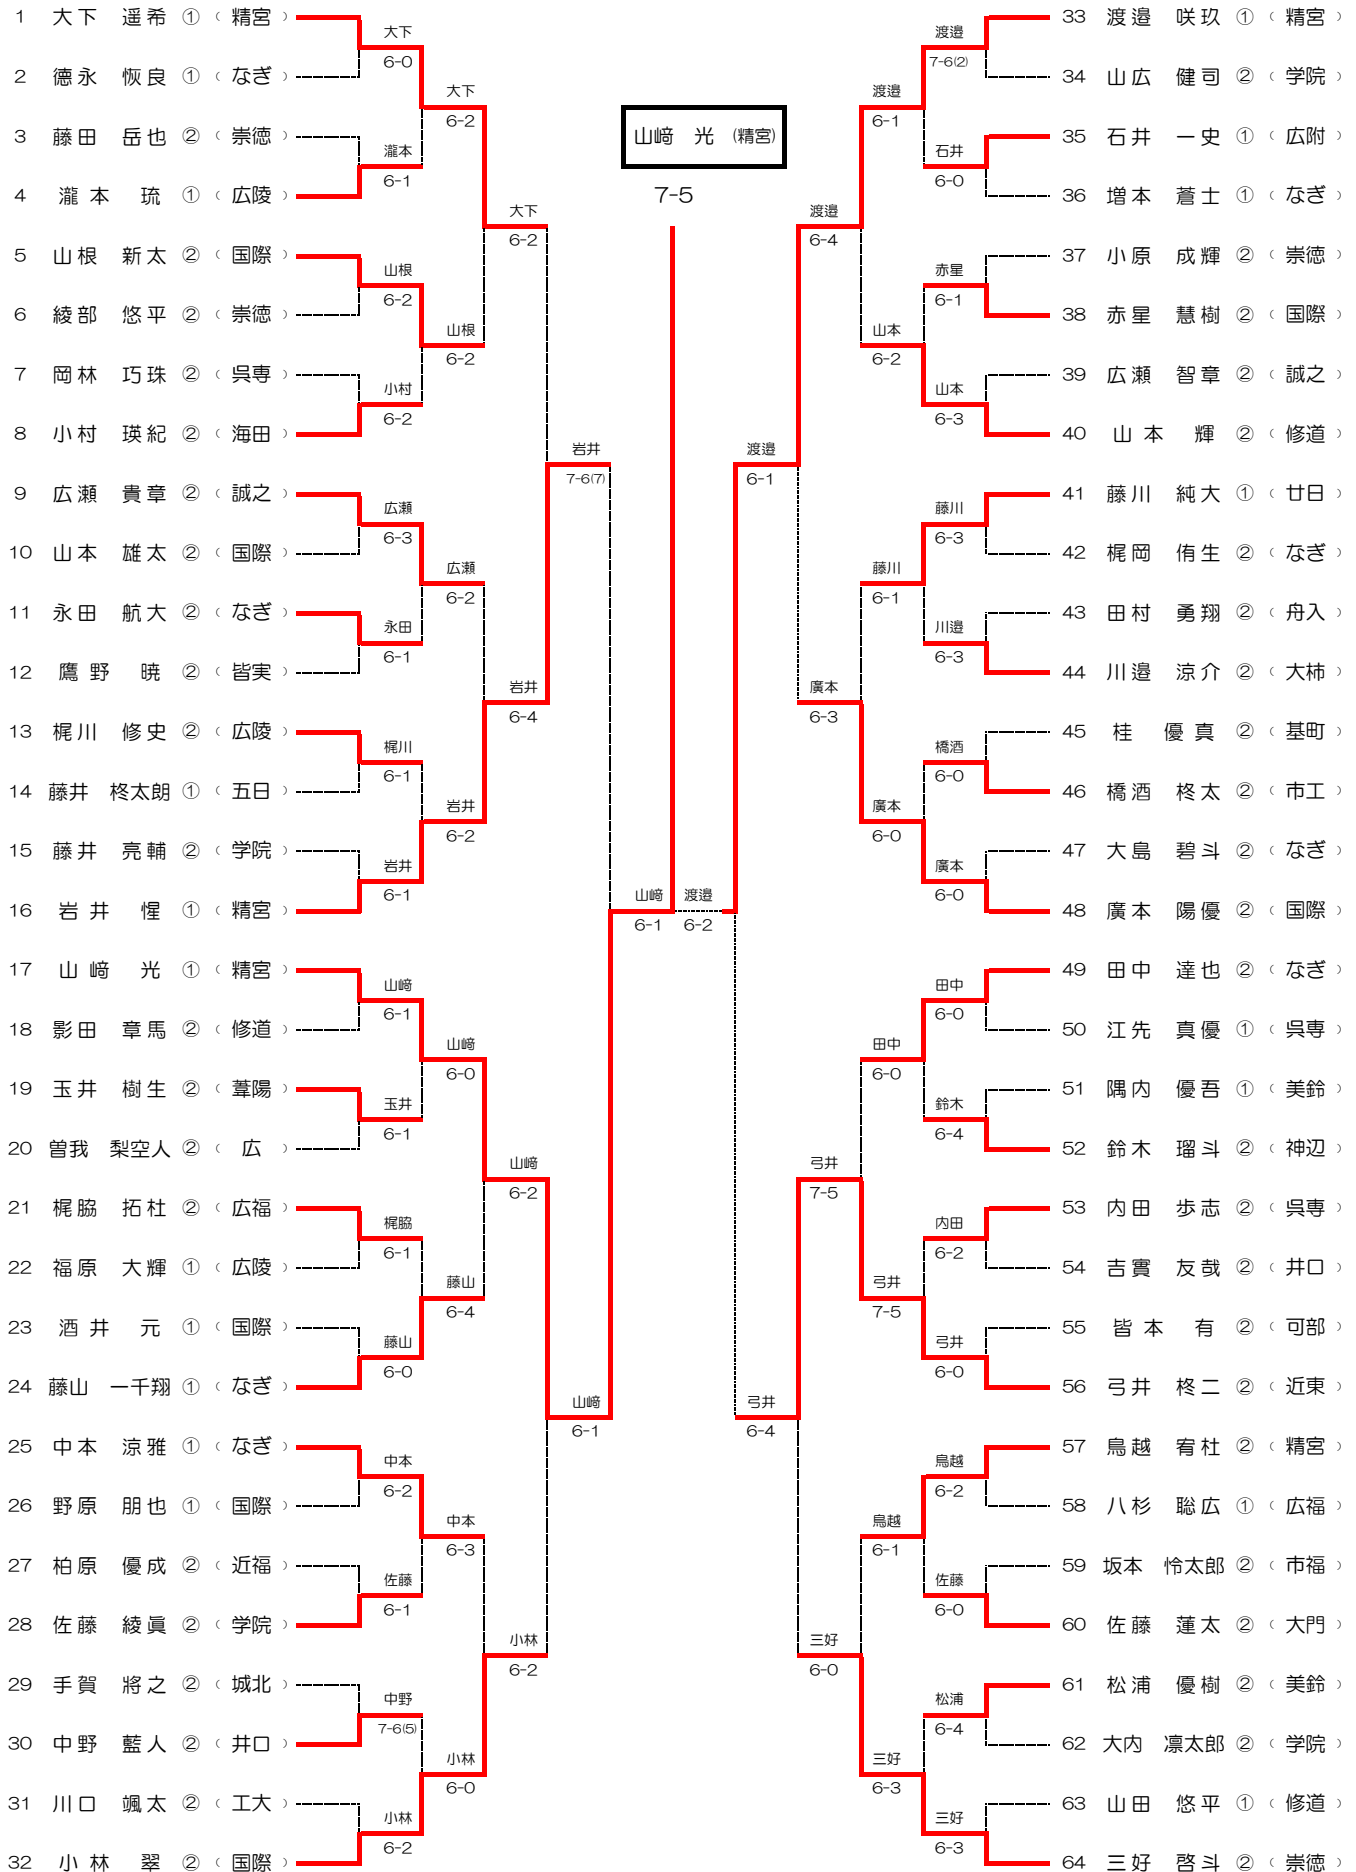 1 大下 遥希 ① （ 精宮 ）
大下
6-0
2 德永 恢良 ① （ なぎ ）
大下
6-2
3 藤田 岳也 ② （ 崇徳 ）
瀧本
6-1
4 瀧本 琉 ① （ 広陵 ）
大下
6-2
5 山根 新太 ② （ 国際 ）
山根
6-2
6 綾部 悠平 ② （ 崇徳 ）
山根
6-2
7 岡林 巧珠 ② （ 呉専 ）
小村
6-2
8 小村 瑛紀 ② （ 海田 ）
岩井
7-6(7)
9 広瀬 貴章 ② （ 誠之 ）
広瀬
6-3
10 山本 雄太 ② （ 国際 ）
広瀬
6-2
11 永田 航大 ② （ なぎ ）
永田
6-1
12 鷹野 暁 ② （ 皆実 ）
岩井
6-4
13 梶川 修史 ② （ 広陵 ）
梶川
6-1
14 藤井 柊太朗 ① （ 五日 ）
岩井
6-2
15 藤井 亮輔 ② （ 学院 ）
岩井
6-1
16 岩井 惺 ① （ 精宮 ）
山﨑
6-1
17 山﨑 光 ① （ 精宮 ）
山﨑
6-1
18 影田 章馬 ② （ 修道 ）
山﨑
6-0
19 玉井 樹生 ② （ 葦陽 ）
玉井
6-1
20 曽我 梨空人 ② （ 広 ）
山﨑
6-2
21 梶脇 拓杜 ② （ 広福 ）
梶脇
6-1
22 福原 大輝 ① （ 広陵 ）
藤山
6-4
23 酒井 元 ① （ 国際 ）
藤山
6-0
24 藤山 一千翔 ① （ なぎ ）
山﨑
6-1
25 中本 涼雅 ① （ なぎ ）
中本
6-2
26 野原 朋也 ① （ 国際 ）
中本
6-3
27 柏原 優成 ② （ 近福 ）
佐藤
6-1
28 佐藤 綾眞 ② （ 学院 ）
小林
6-2
29 手賀 將之 ② （ 城北 ）
中野
7-6(5)
30 中野 藍人 ② （ 井口 ）
小林
6-0
31 川口 颯太 ② （ 工大 ）
小林
6-2
32 小林 翠 ② （ 国際 ）
山﨑 光 (精宮)
7-5
33 渡邉 咲玖 ① （ 精宮 ）
渡邉
7-6(2)
34 山広 健司 ② （ 学院 ）
渡邉
6-1
35 石井 一史 ① （ 広附 ）
石井
6-0
36 増本 蒼士 ① （ なぎ ）
渡邉
6-4
37 小原 成輝 ② （ 崇徳 ）
赤星
6-1
38 赤星 慧樹 ② （ 国際 ）
山本
6-2
39 広瀬 智章 ② （ 誠之 ）
山本
6-3
40 山本 輝 ② （ 修道 ）
渡邉
6-1
41 藤川 純大 ① （ 廿日 ）
藤川
6-3
42 梶岡 侑生 ② （ なぎ ）
藤川
6-1
43 田村 勇翔 ② （ 舟入 ）
川邉
6-3
44 川邉 涼介 ② （ 大柿 ）
廣本
6-3
45 桂 優真 ② （ 基町 ）
橋酒
6-0
46 橋酒 柊太 ② （ 市工 ）
廣本
6-0
47 大島 碧斗 ② （ なぎ ）
廣本
6-0
48 廣本 陽優 ② （ 国際 ）
渡邉
6-2
49 田中 達也 ② （ なぎ ）
田中
6-0
50 江先 真優 ① （ 呉専 ）
田中
6-0
51 隅内 優吾 ① （ 美鈴 ）
鈴木
6-4
52 鈴木 瑠斗 ② （ 神辺 ）
弓井
7-5
53 内田 歩志 ② （ 呉専 ）
内田
6-2
54 吉實 友哉 ② （ 井口 ）
弓井
7-5
55 皆本 有 ② （ 可部 ）
弓井
6-0
56 弓井 柊二 ② （ 近東 ）
弓井
6-4
57 鳥越 宥杜 ② （ 精宮 ）
鳥越
6-2
58 八杉 聡広 ① （ 広福 ）
鳥越
6-1
59 坂本 怜太郎 ② （ 市福 ）
佐藤
6-0
60 佐藤 蓮太 ② （ 大門 ）
三好
6-0
61 松浦 優樹 ② （ 美鈴 ）
松浦
6-4
62 大内 凛太郎 ② （ 学院 ）
三好
6-3
63 山田 悠平 ① （ 修道 ）
三好
6-3
64 三好 啓斗 ② （ 崇徳 ）